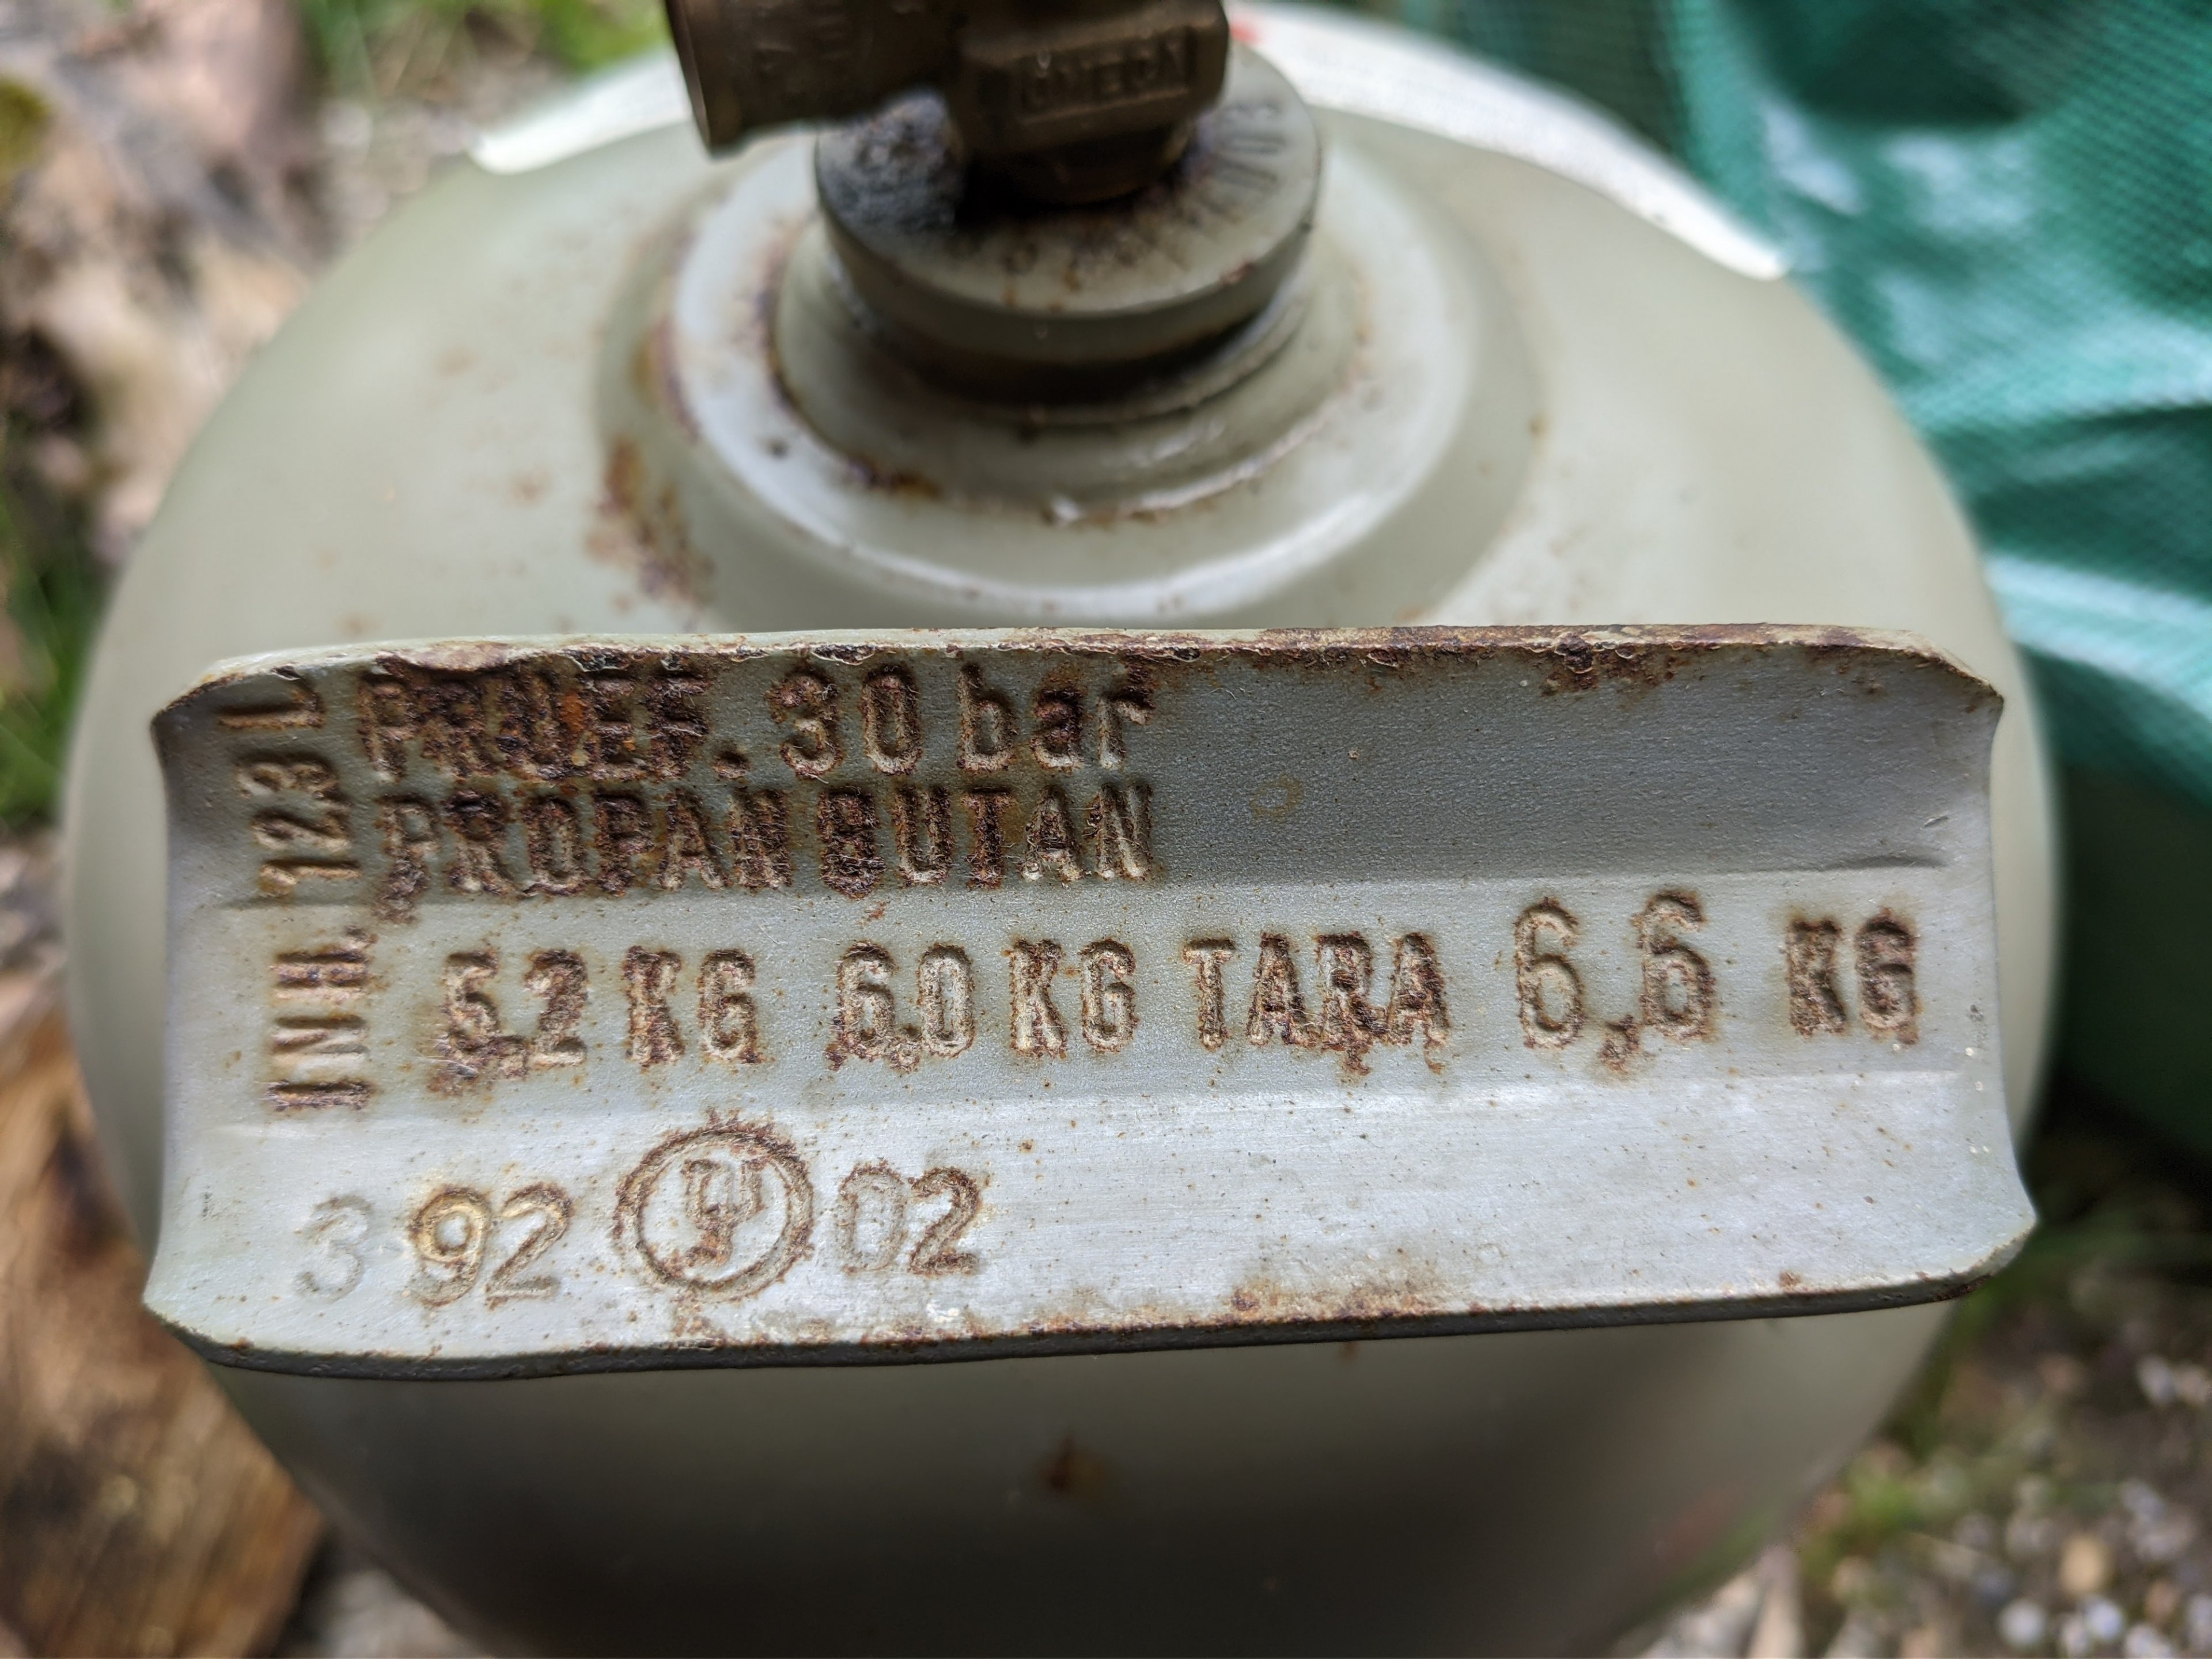 OMECA
INH. 12,3 L
PRUEF. 30 bar
PROPAN BUTAN
5,2 KG 6,0 KG TARA 6,6 KG
3 92 02